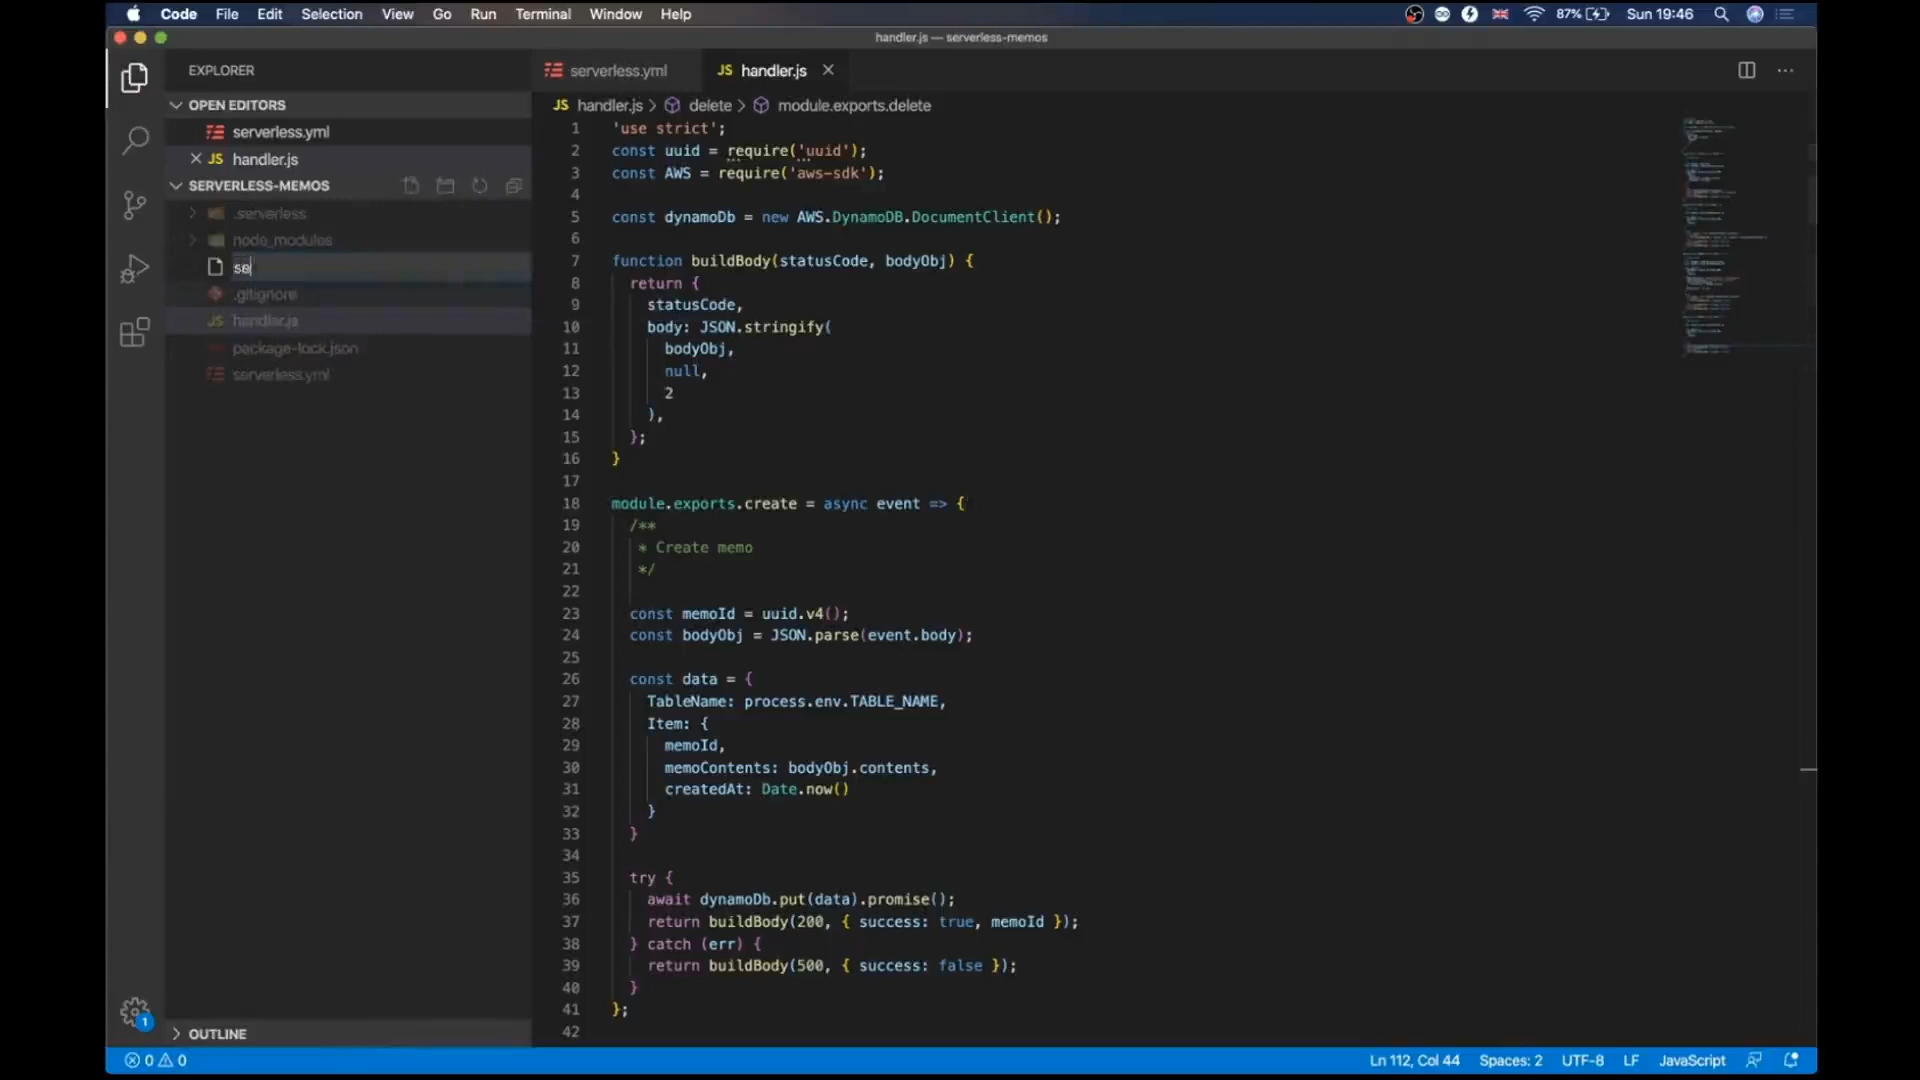 Code File Edit Selection View Go Run Terminal Window Help 87% Sun 19:46
handler.js — serverless-memos
EXPLORER
OPEN EDITORS
serverless.yml
JS handler.js
SERVERLESS-MEMOS
.serverless
node_modules
se
.gitignore
JS handler.js
package-lock.json
serverless.yml
OUTLINE
serverless.yml JS handler.js
JS handler.js > delete > module.exports.delete
1 'use strict';
2 const uuid = require('uuid');
3 const AWS = require('aws-sdk');
4
5 const dynamoDb = new AWS.DynamoDB.DocumentClient();
6
7 function buildBody(statusCode, bodyObj) {
8 return {
9 statusCode,
10 body: JSON.stringify(
11 bodyObj,
12 null,
13 2
14 ),
15 };
16 }
17
18 module.exports.create = async event => {
19 /**
20 * Create memo
21 */
22
23 const memoId = uuid.v4();
24 const bodyObj = JSON.parse(event.body);
25
26 const data = {
27 TableName: process.env.TABLE_NAME,
28 Item: {
29 memoId,
30 memoContents: bodyObj.contents,
31 createdAt: Date.now()
32 }
33 }
34
35 try {
36 await dynamoDb.put(data).promise();
37 return buildBody(200, { success: true, memoId });
38 } catch (err) {
39 return buildBody(500, { success: false });
40 }
41 };
42
1
0 0 Ln 112, Col 44 Spaces: 2 UTF-8 LF JavaScript